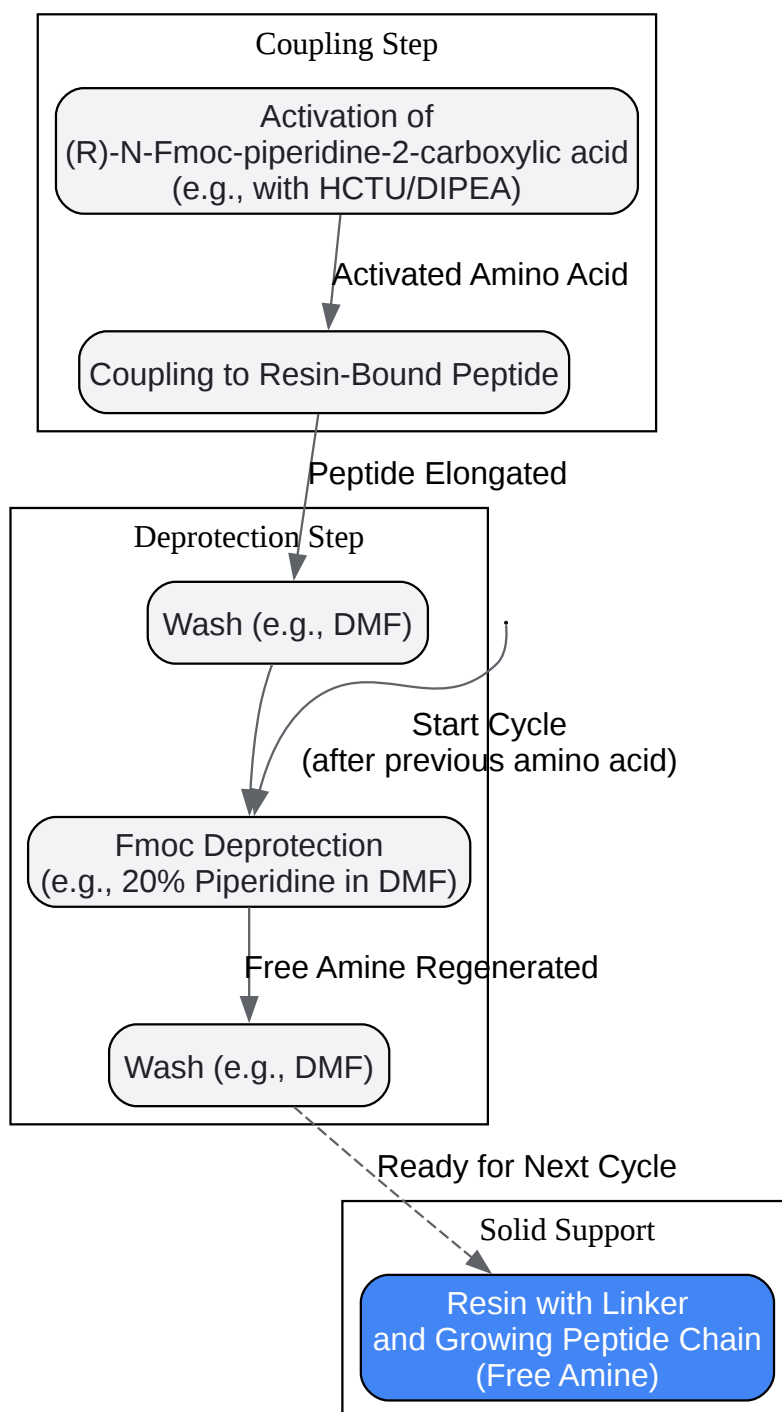 Coupling Step
Activation of
(R)-N-Fmoc-piperidine-2-carboxylic acid
(e.g., with HCTU/DIPEA)
Activated Amino Acid
Coupling to Resin-Bound Peptide
Peptide Elongated
Deprotection Step
Wash (e.g., DMF)
Start Cycle
(after previous amino acid)
Fmoc Deprotection
(e.g., 20% Piperidine in DMF)
Free Amine Regenerated
Wash (e.g., DMF)
Ready for Next Cycle
Solid Support
Resin with Linker
and Growing Peptide Chain
(Free Amine)